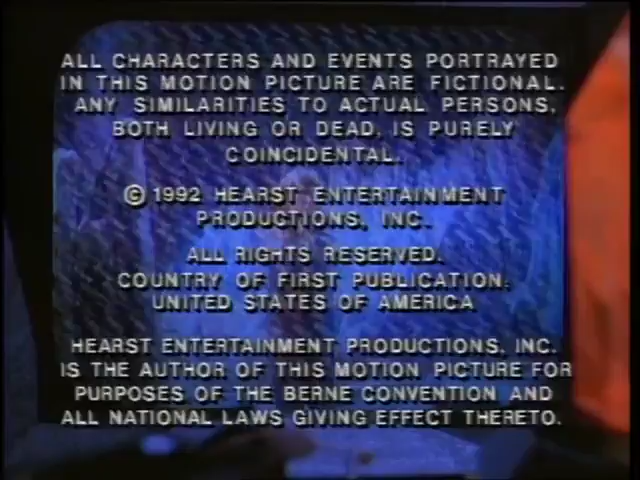 ALL CHARACTERS AND EVENTS PORTRAYED
IN THIS MOTION PICTURE ARE FICTIONAL.
ANY SIMILARITIES TO ACTUAL PERSONS,
BOTH LIVING OR DEAD, IS PURELY
COINCIDENTAL.
© 1992 HEARST ENTERTAINMENT
PRODUCTIONS, INC.
ALL RIGHTS RESERVED.
COUNTRY OF FIRST PUBLICATION:
UNITED STATES OF AMERICA
HEARST ENTERTAINMENT PRODUCTIONS, INC.
IS THE AUTHOR OF THIS MOTION PICTURE FOR
PURPOSES OF THE BERNE CONVENTION AND
ALL NATIONAL LAWS GIVING EFFECT THERETO.